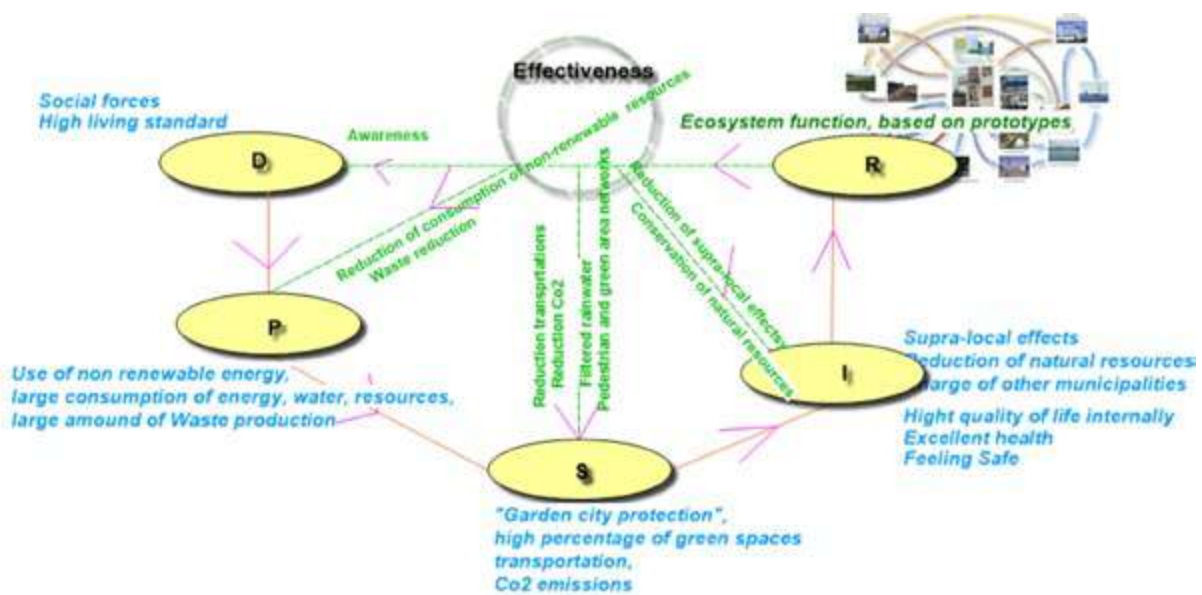 Effectiveness
Social forces
High living standard
Awareness
Ecosystem function, based on prototypes,
D
R
Reduction of consumption of non-renewable resources
Waste reduction
Reduction transprtations
Reduction Co2
Filtered rainwater
Pedestrian and green area networks
Reduction of supra-local effects,
Conservation of natural resources
P
I
Supra-local effects
Reduction of natural resources
harge of other municipalities
Hight quality of life internally
Excellent health
Feeling Safe
Use of non renewable energy,
large consumption of energy, water, resources,
large amound of Waste production
S
"Garden city protection",
high percentage of green spaces
transportation,
Co2 emissions